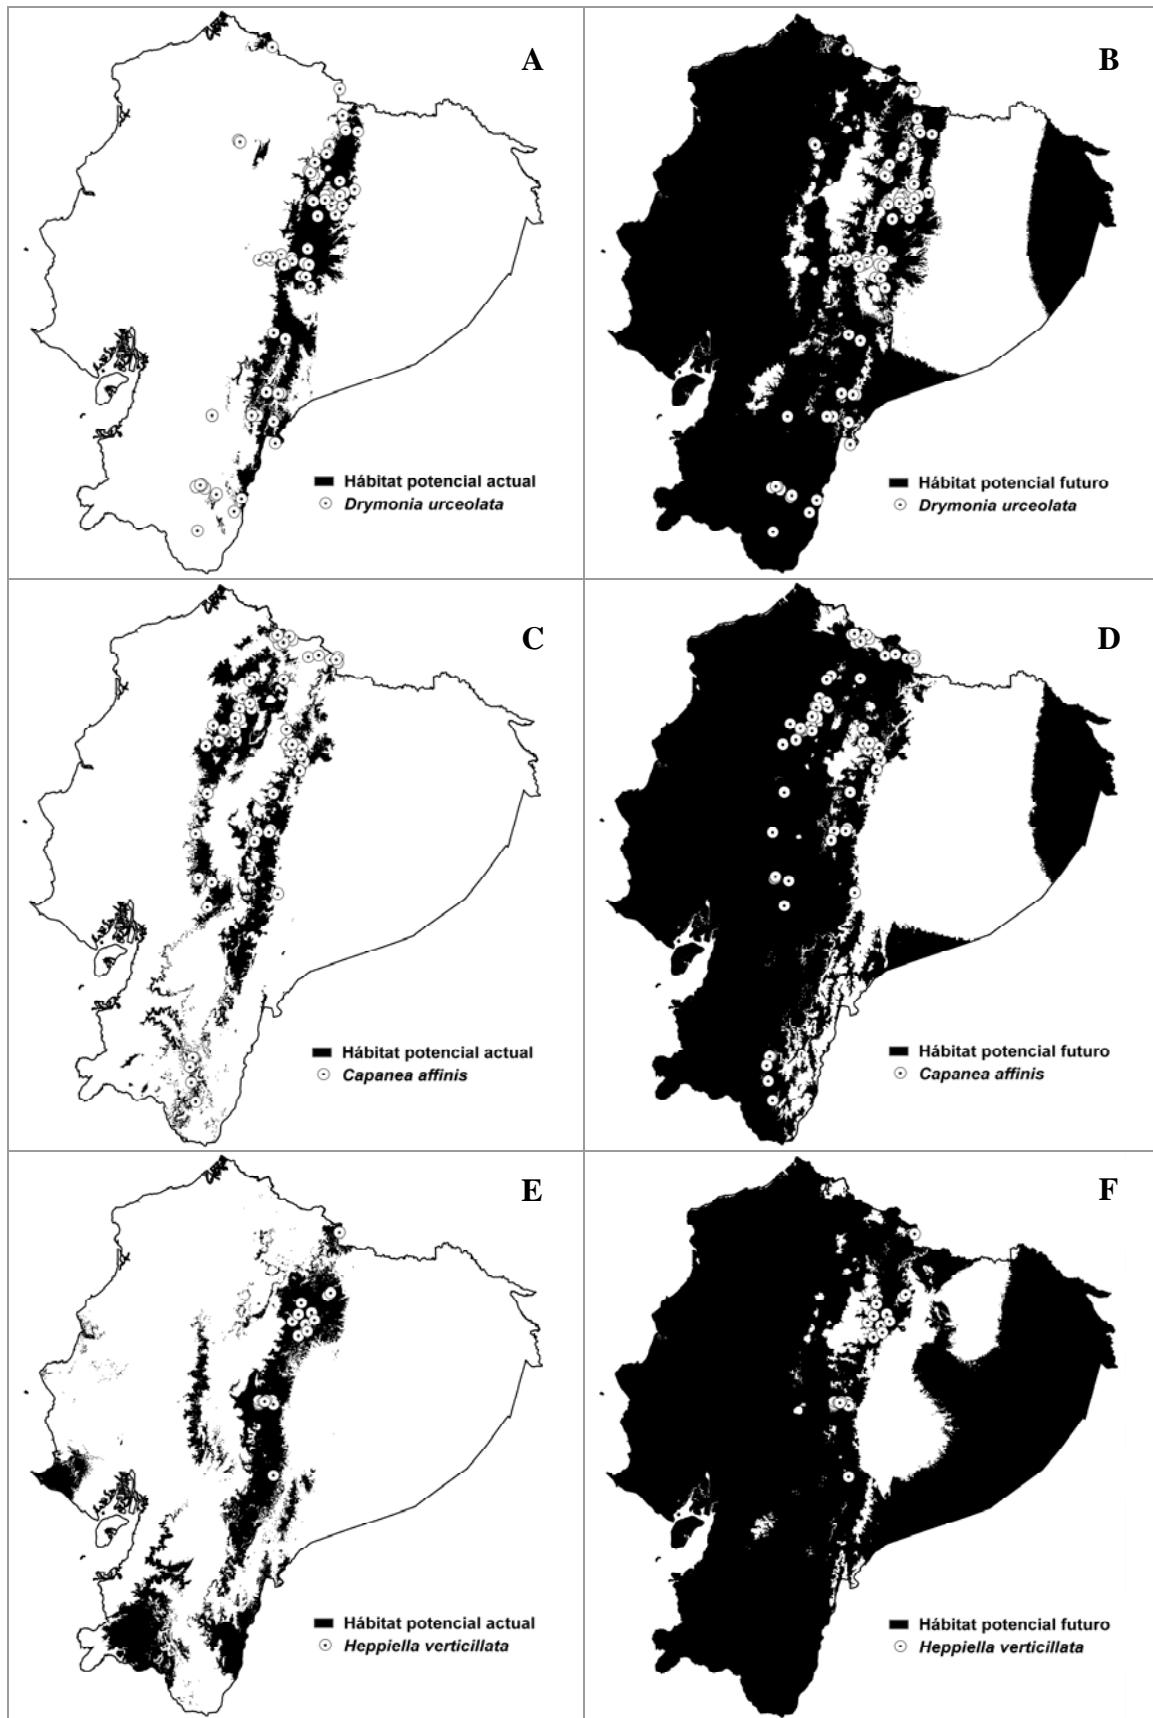 A
Hábitat potencial actual
Drymonia urceolata
B
Hábitat potencial futuro
Drymonia urceolata
C
Hábitat potencial actual
Capanea affinis
D
Hábitat potencial futuro
Capanea affinis
E
Hábitat potencial actual
Heppiella verticillata
F
Hábitat potencial futuro
Heppiella verticillata